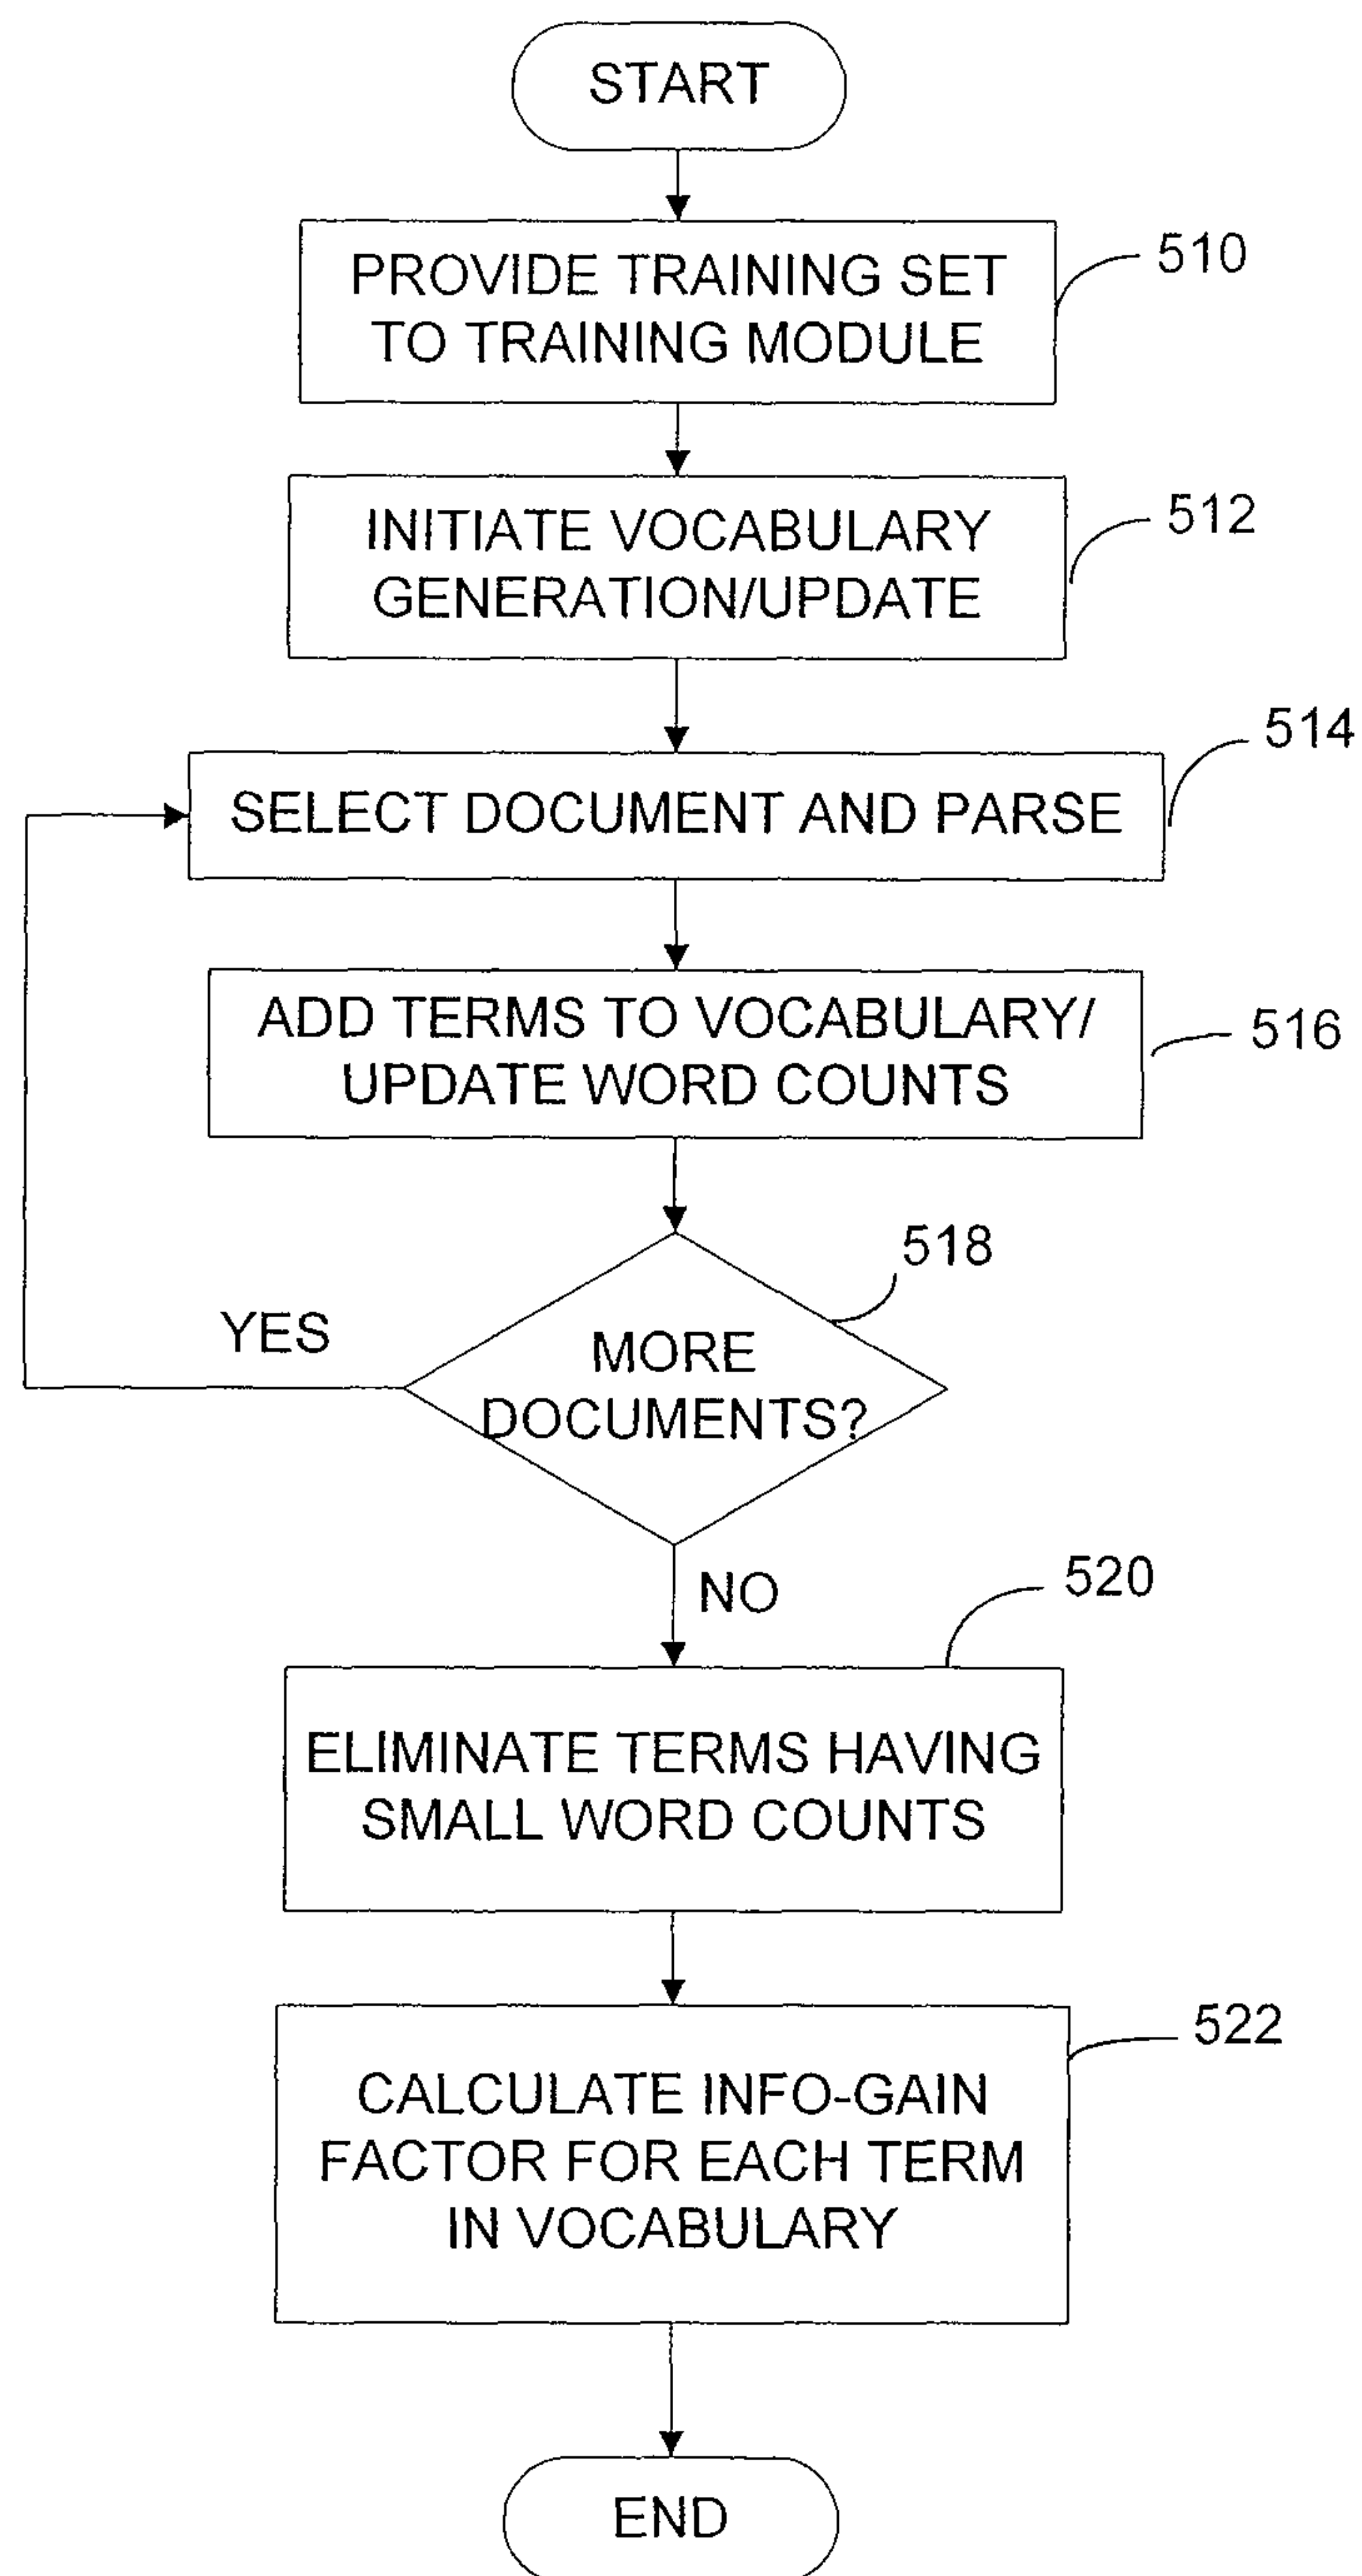 START
PROVIDE TRAINING SET
TO TRAINING MODULE
510
INITIATE VOCABULARY
GENERATION/UPDATE
512
SELECT DOCUMENT AND PARSE
514
ADD TERMS TO VOCABULARY/
UPDATE WORD COUNTS
516
518
YES
MORE
DOCUMENTS?
NO
520
ELIMINATE TERMS HAVING
SMALL WORD COUNTS
522
CALCULATE INFO-GAIN
FACTOR FOR EACH TERM
IN VOCABULARY
END